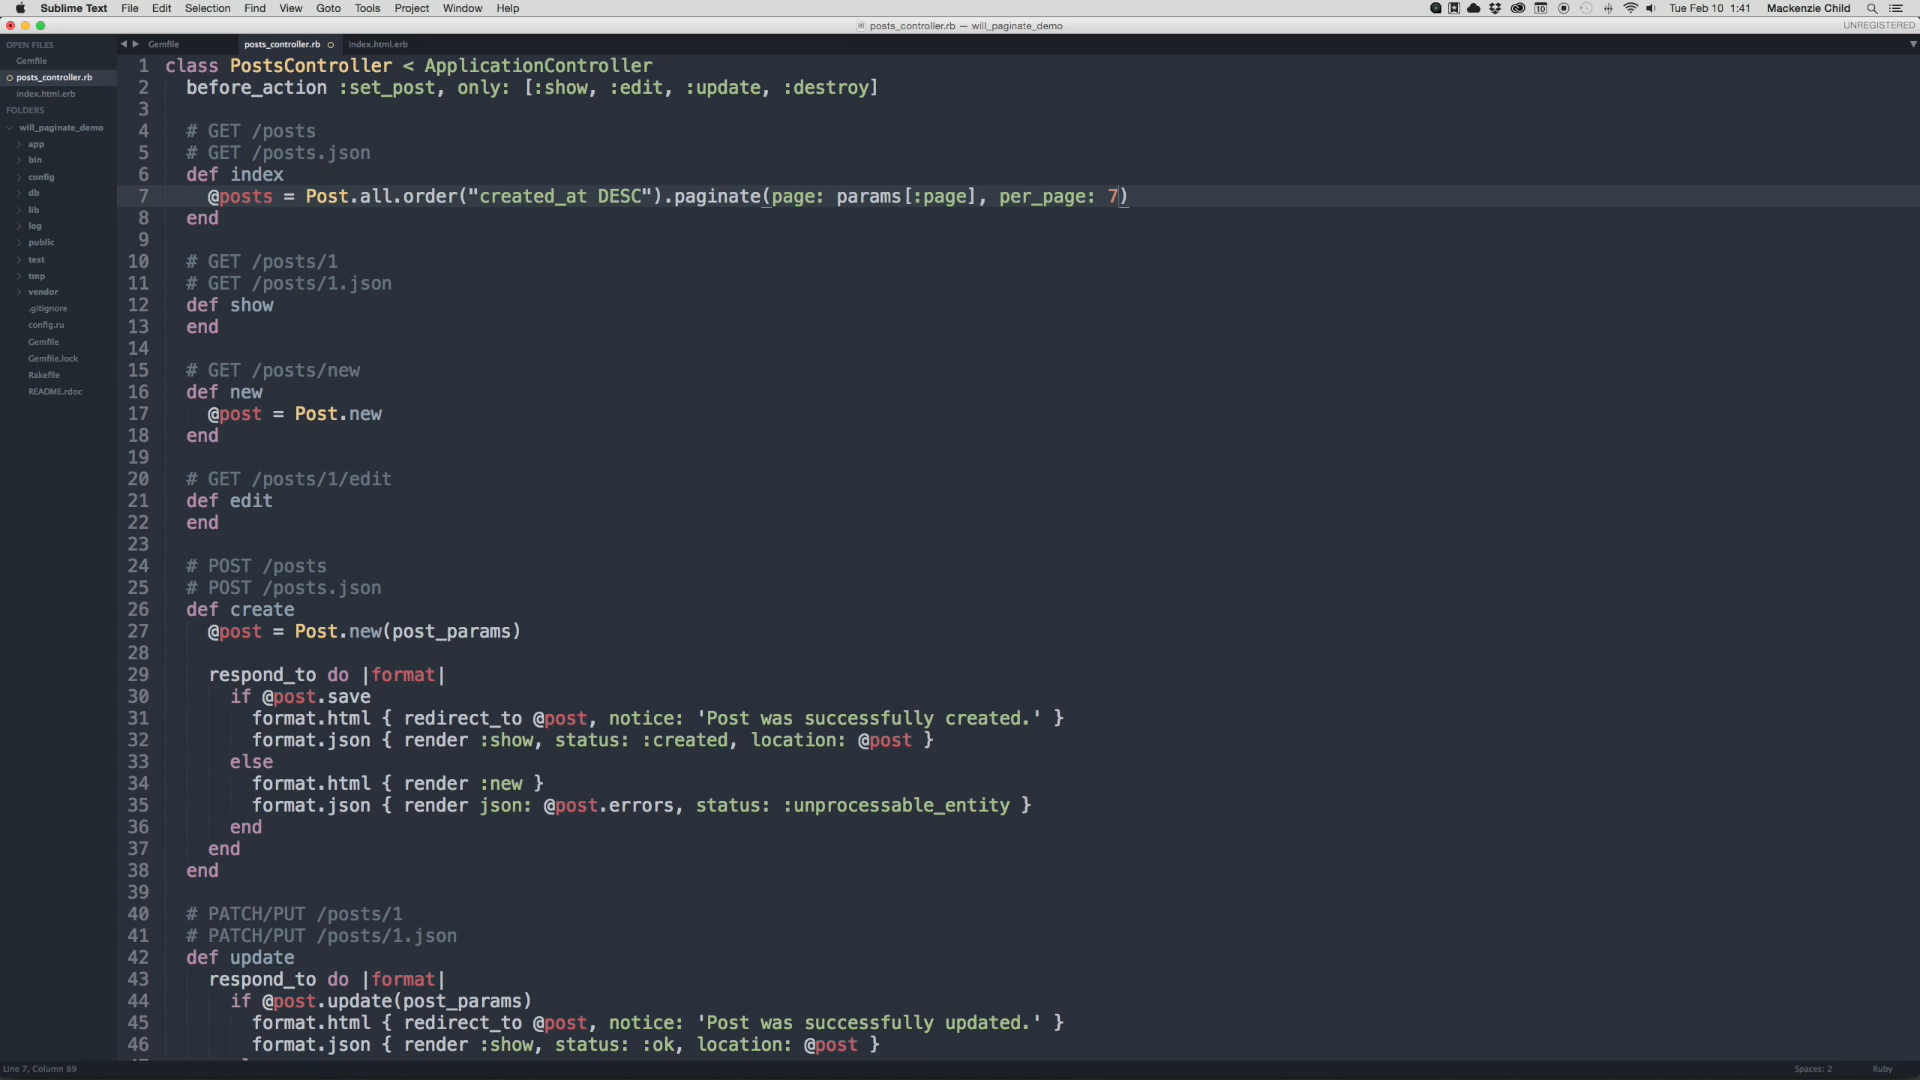 Sublime Text File Edit Selection Find View Goto Tools Project Window Help Tue Feb 10 1:41 Mackenzie Child
posts_controller.rb — will_paginate_demo UNREGISTERED
OPEN FILES
Gemfile
posts_controller.rb
index.html.erb
FOLDERS
will_paginate_demo
app
bin
config
db
lib
log
public
test
tmp
vendor
.gitignore
config.ru
Gemfile
Gemfile.lock
Rakefile
README.rdoc
Gemfile posts_controller.rb index.html.erb
1 class PostsController < ApplicationController
2 before_action :set_post, only: [:show, :edit, :update, :destroy]
3
4 # GET /posts
5 # GET /posts.json
6 def index
7 @posts = Post.all.order("created_at DESC").paginate(page: params[:page], per_page: 7)
8 end
9
10 # GET /posts/1
11 # GET /posts/1.json
12 def show
13 end
14
15 # GET /posts/new
16 def new
17 @post = Post.new
18 end
19
20 # GET /posts/1/edit
21 def edit
22 end
23
24 # POST /posts
25 # POST /posts.json
26 def create
27 @post = Post.new(post_params)
28
29 respond_to do |format|
30 if @post.save
31 format.html { redirect_to @post, notice: 'Post was successfully created.' }
32 format.json { render :show, status: :created, location: @post }
33 else
34 format.html { render :new }
35 format.json { render json: @post.errors, status: :unprocessable_entity }
36 end
37 end
38 end
39
40 # PATCH/PUT /posts/1
41 # PATCH/PUT /posts/1.json
42 def update
43 respond_to do |format|
44 if @post.update(post_params)
45 format.html { redirect_to @post, notice: 'Post was successfully updated.' }
46 format.json { render :show, status: :ok, location: @post }
Line 7, Column 89 Spaces: 2 Ruby